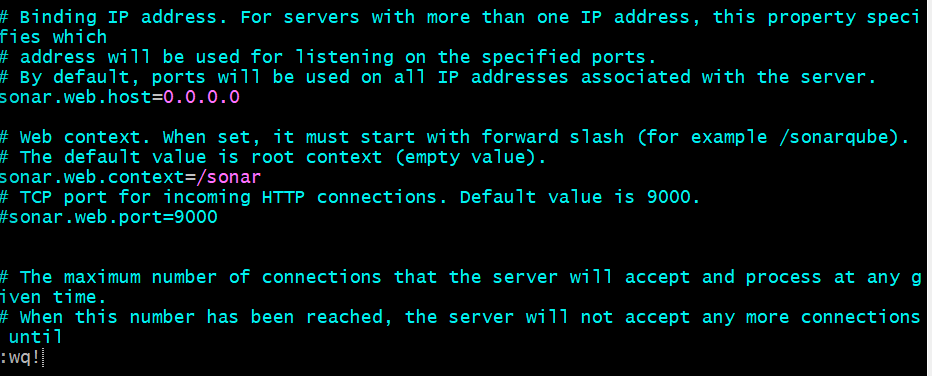 # Binding IP address. For servers with more than one IP address, this property speci
fies which
# address will be used for listening on the specified ports.
# By default, ports will be used on all IP addresses associated with the server.
sonar.web.host=0.0.0.0
# Web context. When set, it must start with forward slash (for example /sonarqube).
# The default value is root context (empty value).
sonar.web.context=/sonar
# TCP port for incoming HTTP connections. Default value is 9000.
#sonar.web.port=9000
# The maximum number of connections that the server will accept and process at any g
iven time.
# When this number has been reached, the server will not accept any more connections
 until
:wq!